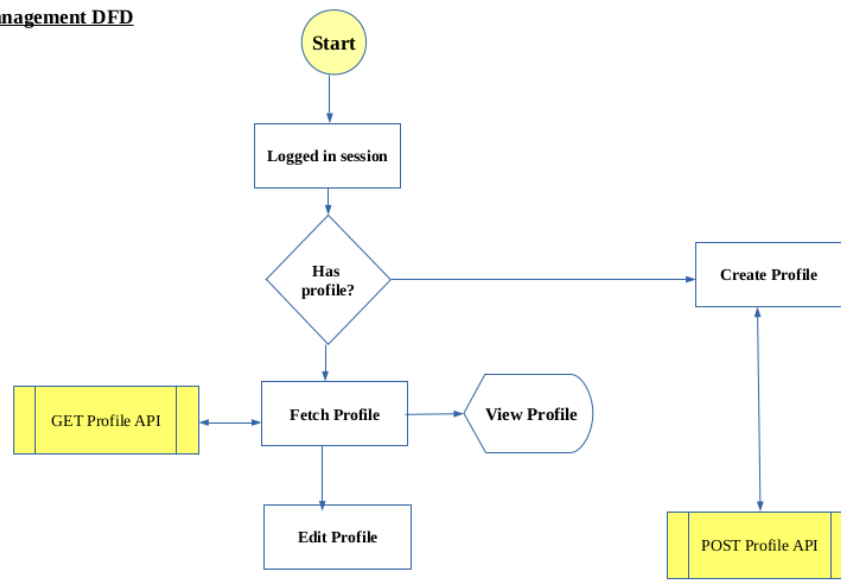 DFD
Start
Logged in session
Has
profile?
Create Profile
GET Profile API
Fetch Profile
View Profile
Edit Profile
POST Profile API